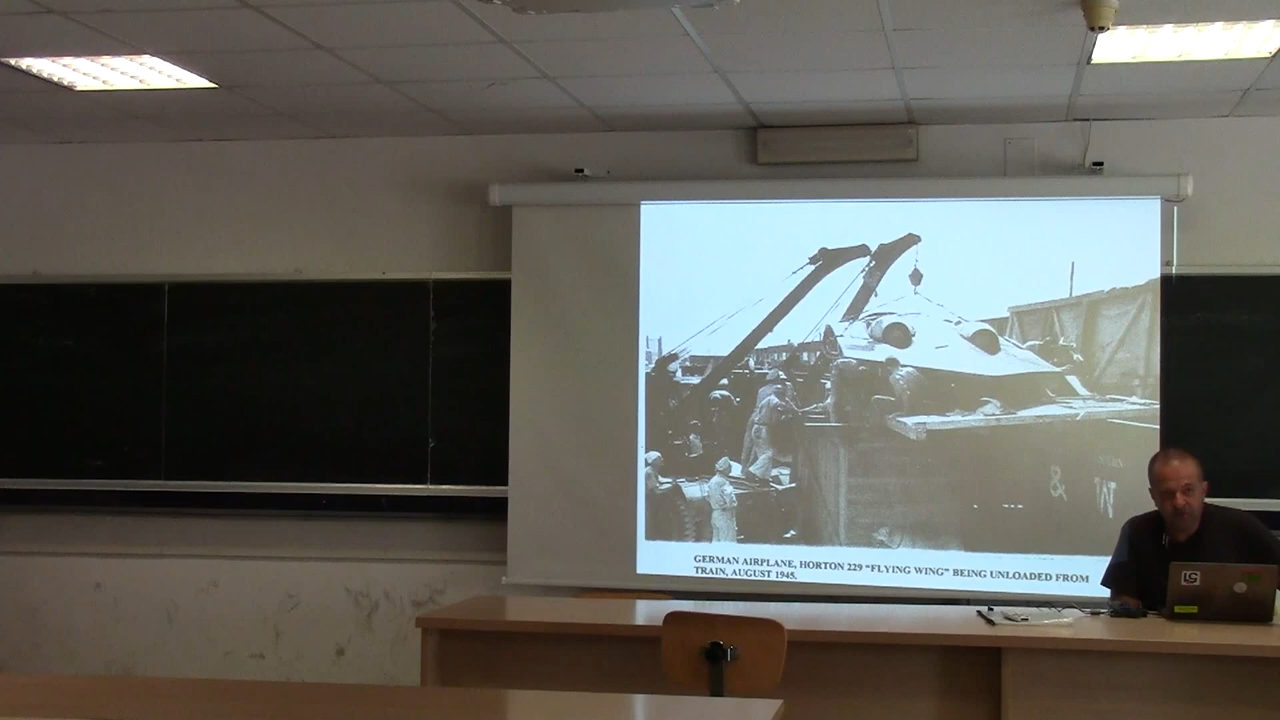 & W
GERMAN AIRPLANE, HORTON 229 “FLYING WING” BEING UNLOADED FROM
TRAIN, AUGUST 1945.